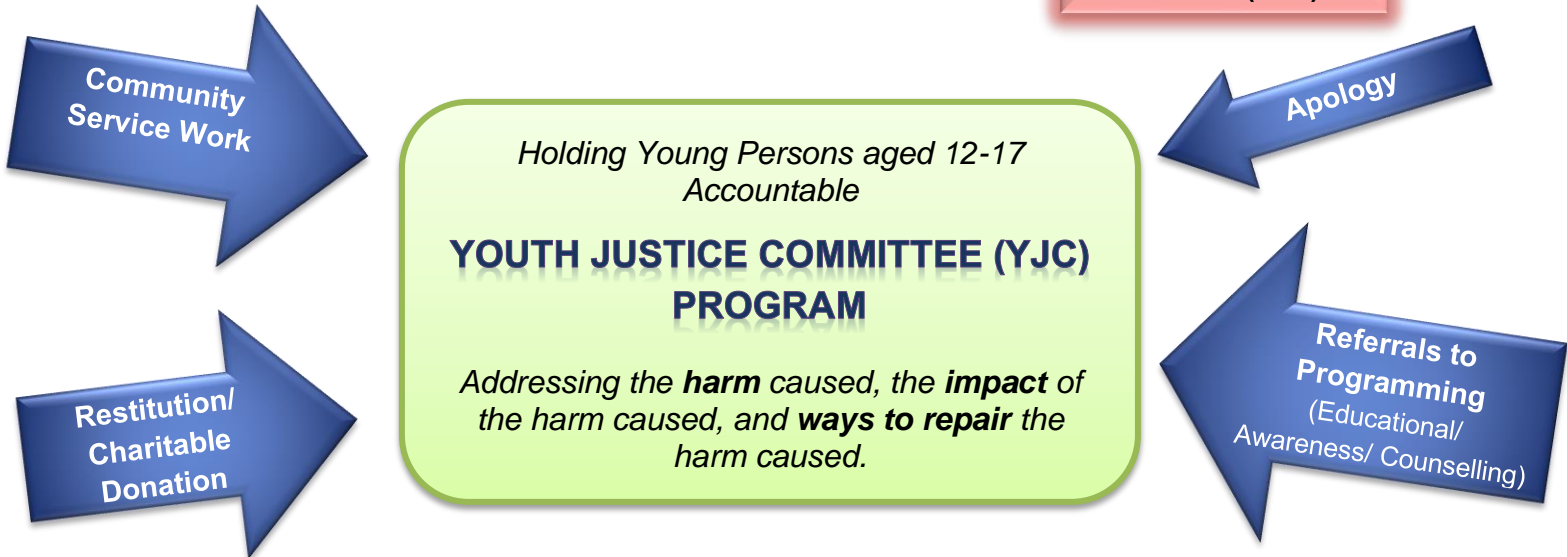 Community
Service Work
Apology
Holding Young Persons aged 12-17
Accountable
YOUTH JUSTICE COMMITTEE (YJC)
PROGRAM
Addressing the harm caused, the impact of
the harm caused, and ways to repair the
harm caused.
Restitution/
Charitable
Donation
Referrals to
Programming
(Educational/
Awareness/ Counselling)